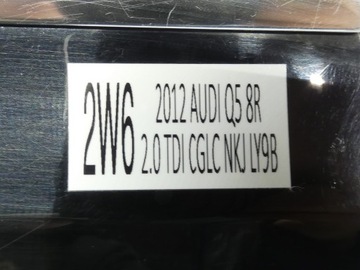 2W6
2012 AUDI Q5 8R
2.0 TDI CGLC NKJ LY9B